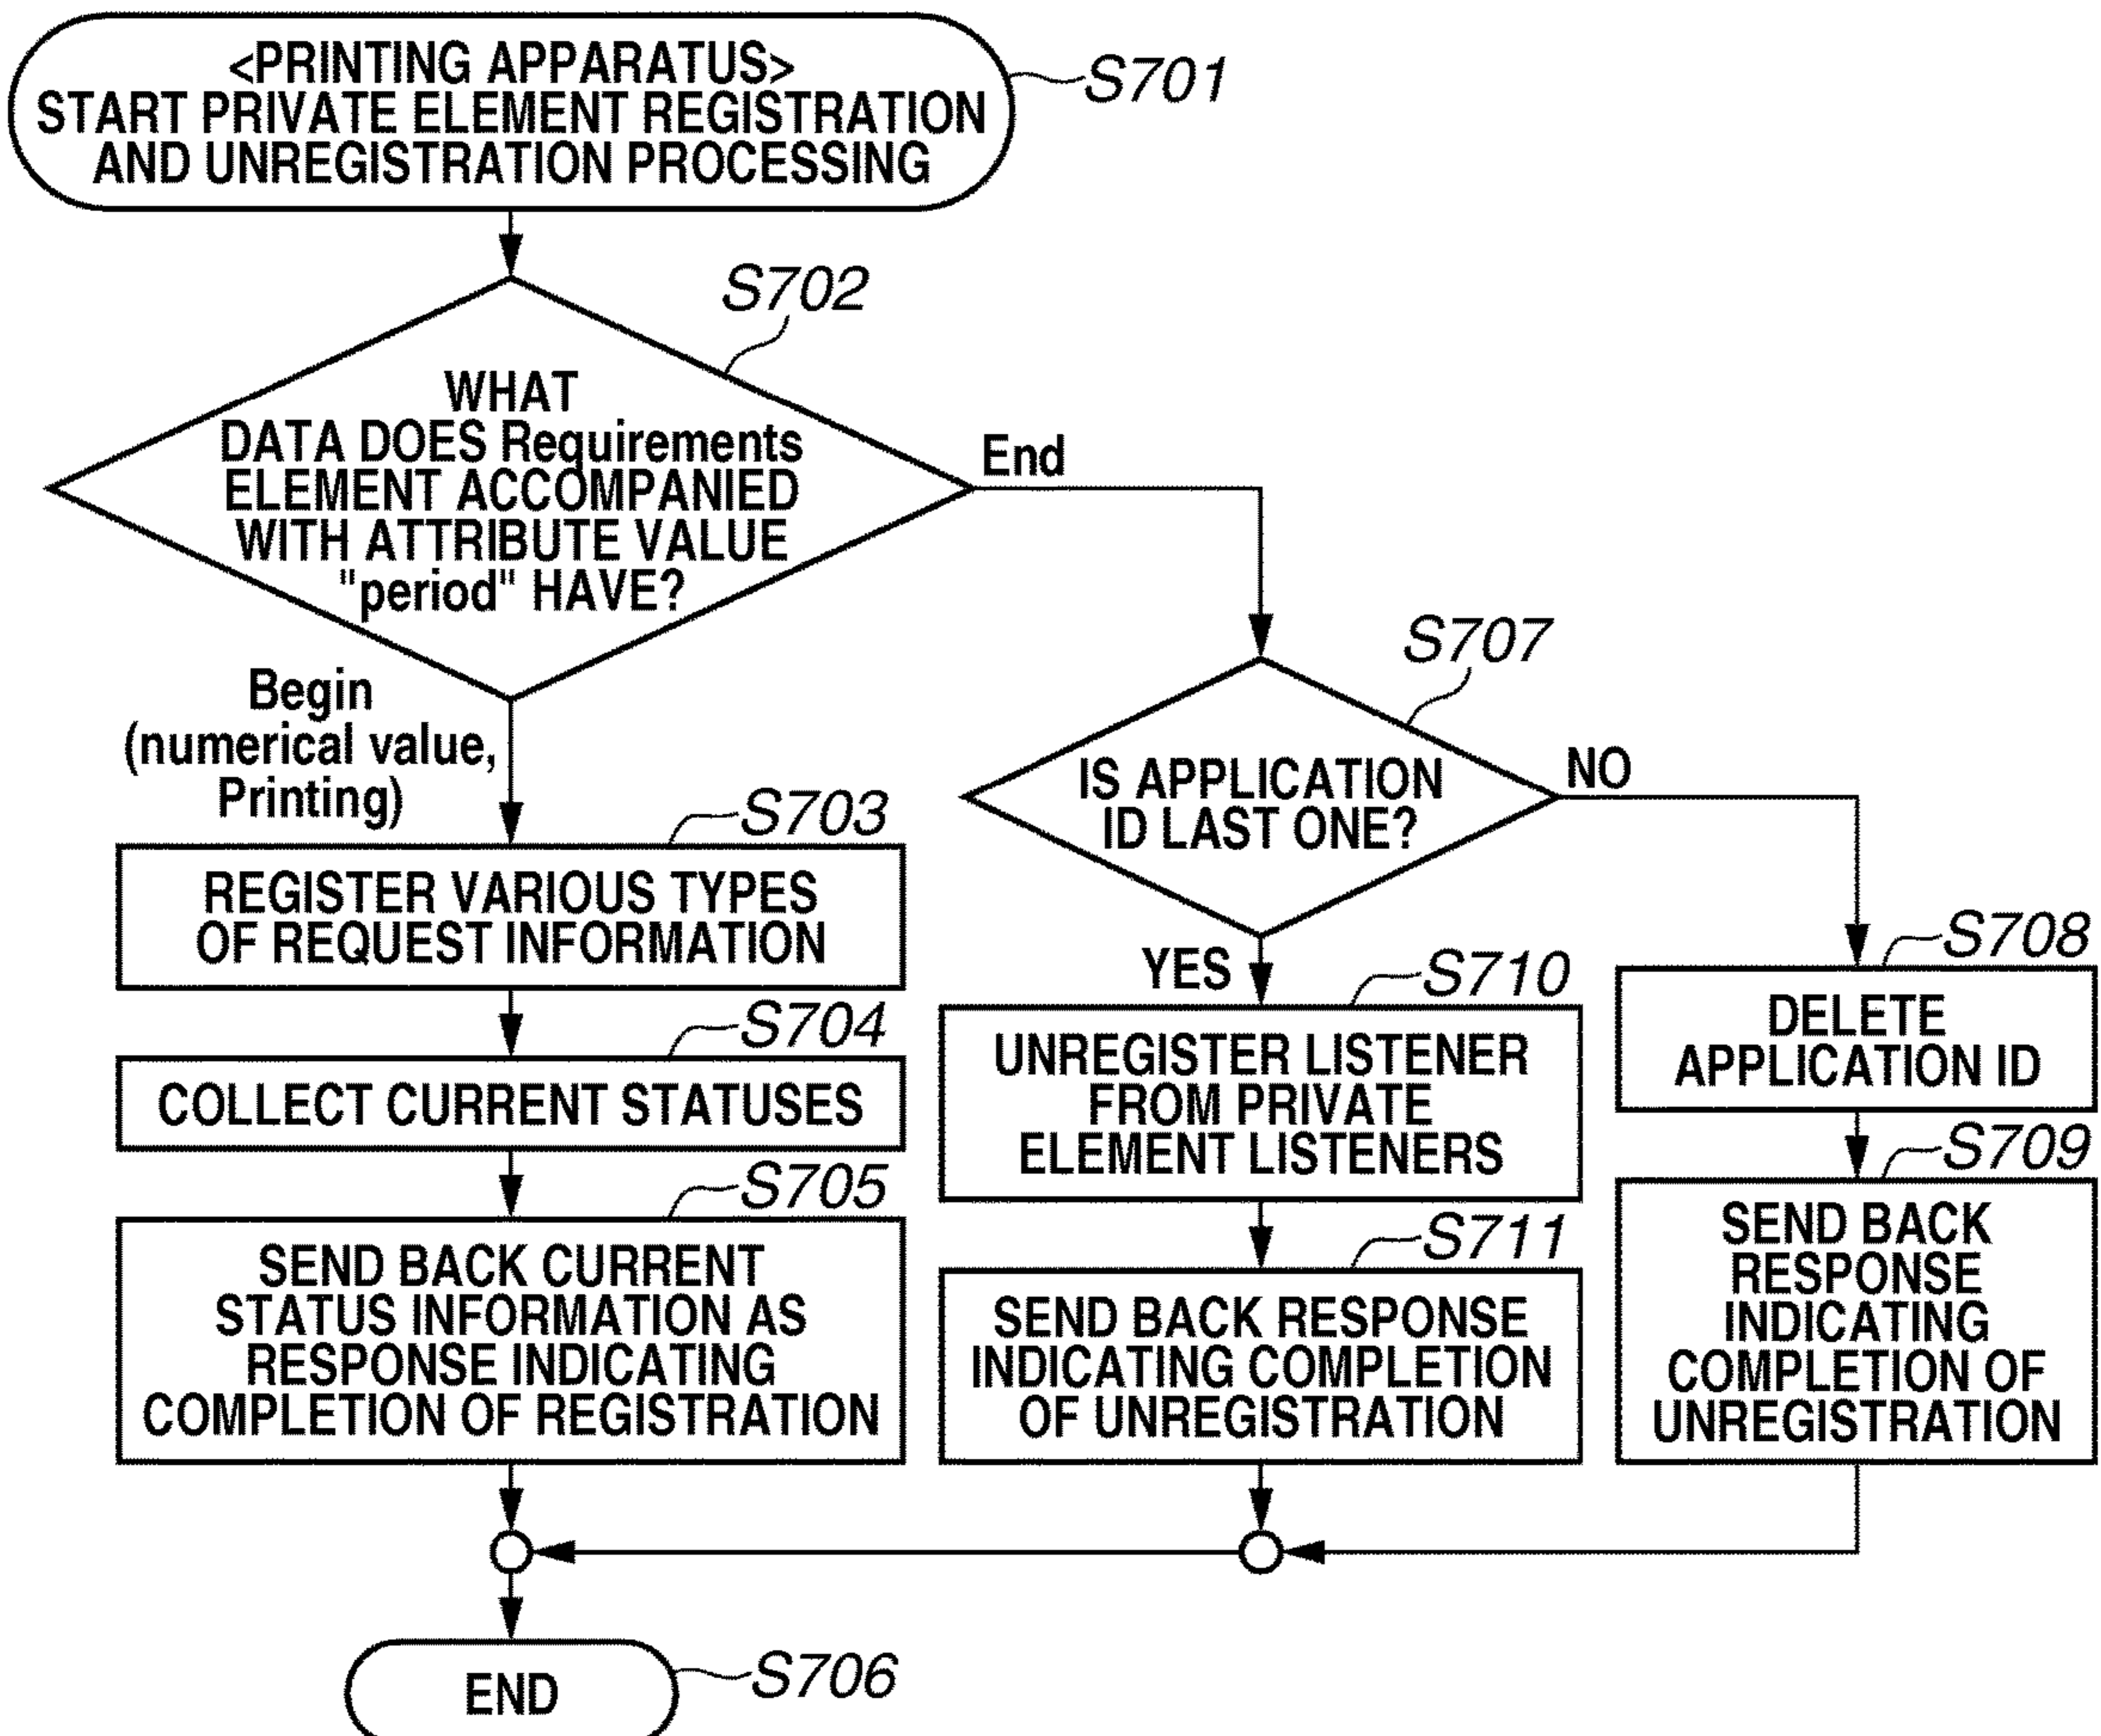 <PRINTING APPARATUS>
START PRIVATE ELEMENT REGISTRATION
AND UNREGISTRATION PROCESSING
S701
S702
WHAT
DATA DOES Requirements
ELEMENT ACCOMPANIED
WITH ATTRIBUTE VALUE
"period" HAVE?
End
Begin
(numerical value,
Printing)
S703
REGISTER VARIOUS TYPES
OF REQUEST INFORMATION
S704
COLLECT CURRENT STATUSES
S705
SEND BACK CURRENT
STATUS INFORMATION AS
RESPONSE INDICATING
COMPLETION OF REGISTRATION
S707
IS APPLICATION
ID LAST ONE?
NO
YES
S710
UNREGISTER LISTENER
FROM PRIVATE
ELEMENT LISTENERS
S711
SEND BACK RESPONSE
INDICATING COMPLETION
OF UNREGISTRATION
S708
DELETE
APPLICATION ID
S709
SEND BACK
RESPONSE
INDICATING
COMPLETION OF
UNREGISTRATION
END
S706